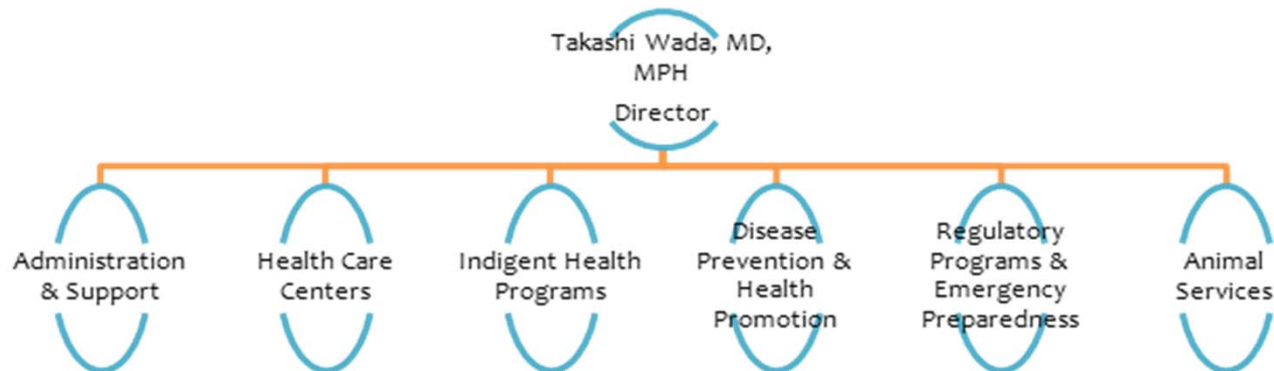 Takashi Wada, MD,
MPH
Director
Administration
& Support
Health Care
Centers
Indigent Health
Programs
Disease
Prevention &
Health
Promotion
Regulatory
Programs &
Emergency
Preparedness
Animal
Services